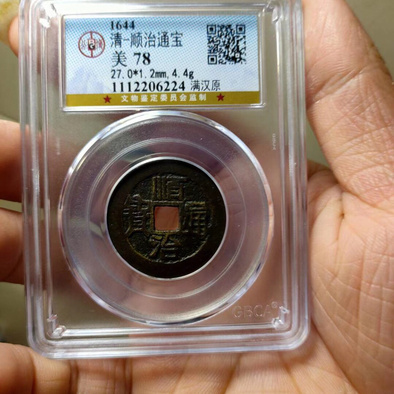 1644
清-顺治通宝
美 78
27.0*1.2mm,4.4g
1112206224 满汉原
★ 文物鉴定委员会监制 ★
順治通寶
GBCA